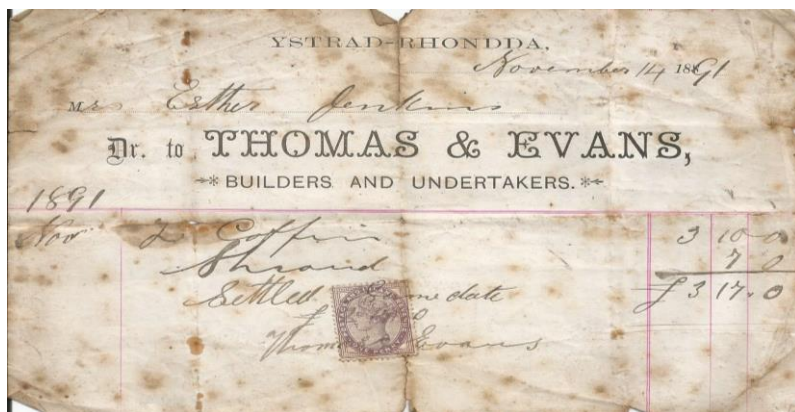 YSTRAD-RHONDDA,
November 14 1891
Mrs Esther Jenkins
Dr. to THOMAS & EVANS,
BUILDERS AND UNDERTAKERS.
1891
Nov Coffin 3 10 0
Shroud 7 0
Settled Same date £3 17.0
Thomas & Evans